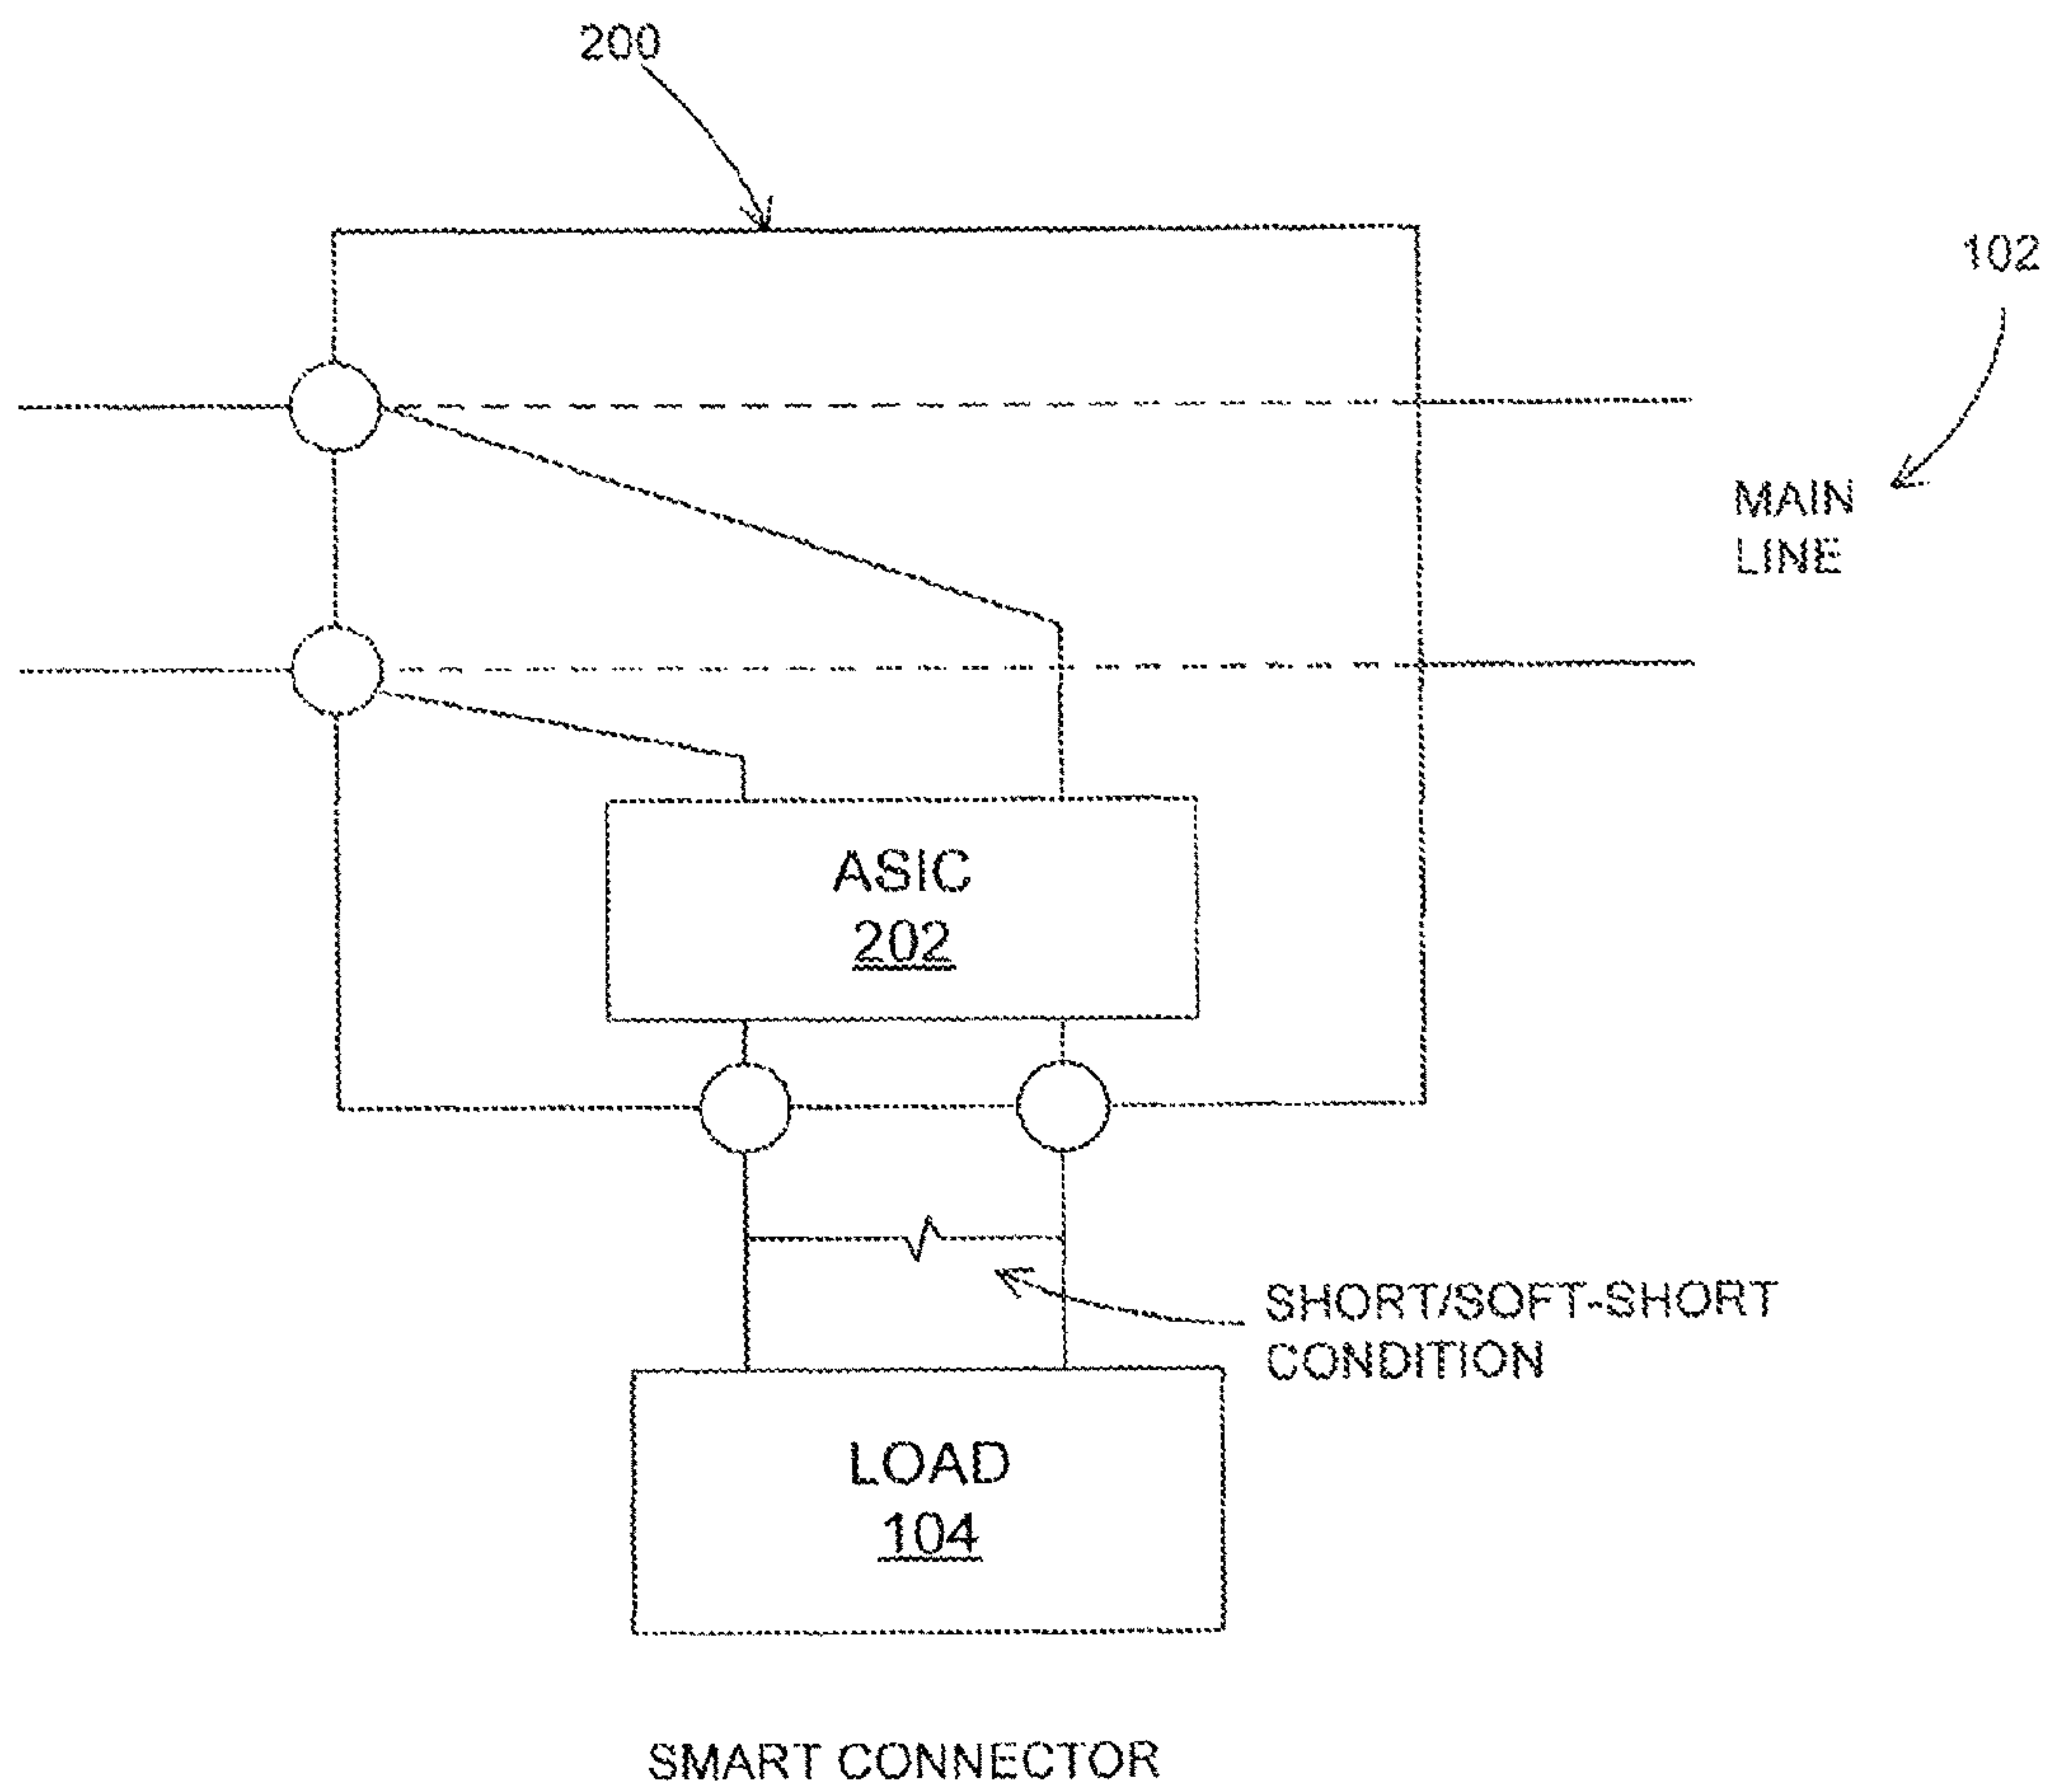 200
102
MAIN
LINE
ASIC
202
SHORT/SOFT-SHORT
CONDITION
LOAD
104
SMART CONNECTOR